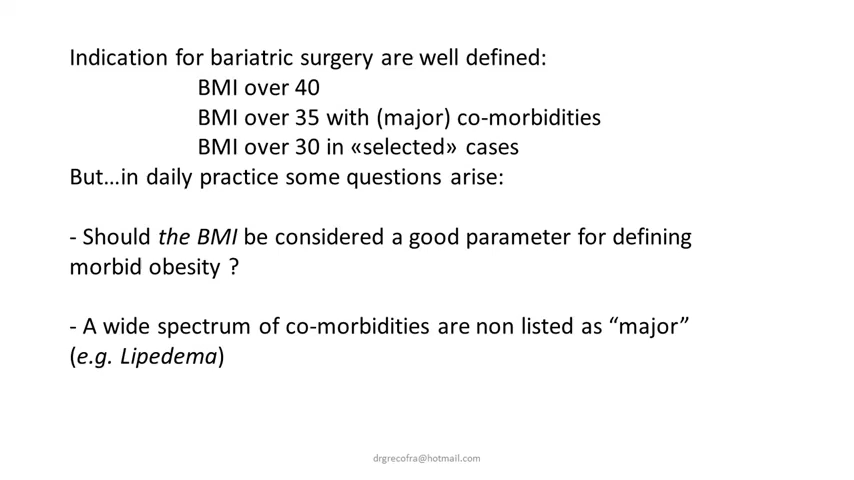 Indication for bariatric surgery are well defined:
BMI over 40
BMI over 35 with (major) co-morbidities
BMI over 30 in «selected» cases
But...in daily practice some questions arise:
- Should the BMI be considered a good parameter for defining
morbid obesity ?
- A wide spectrum of co-morbidities are non listed as “major”
(e.g. Lipedema)
drgrecofra@hotmail.com